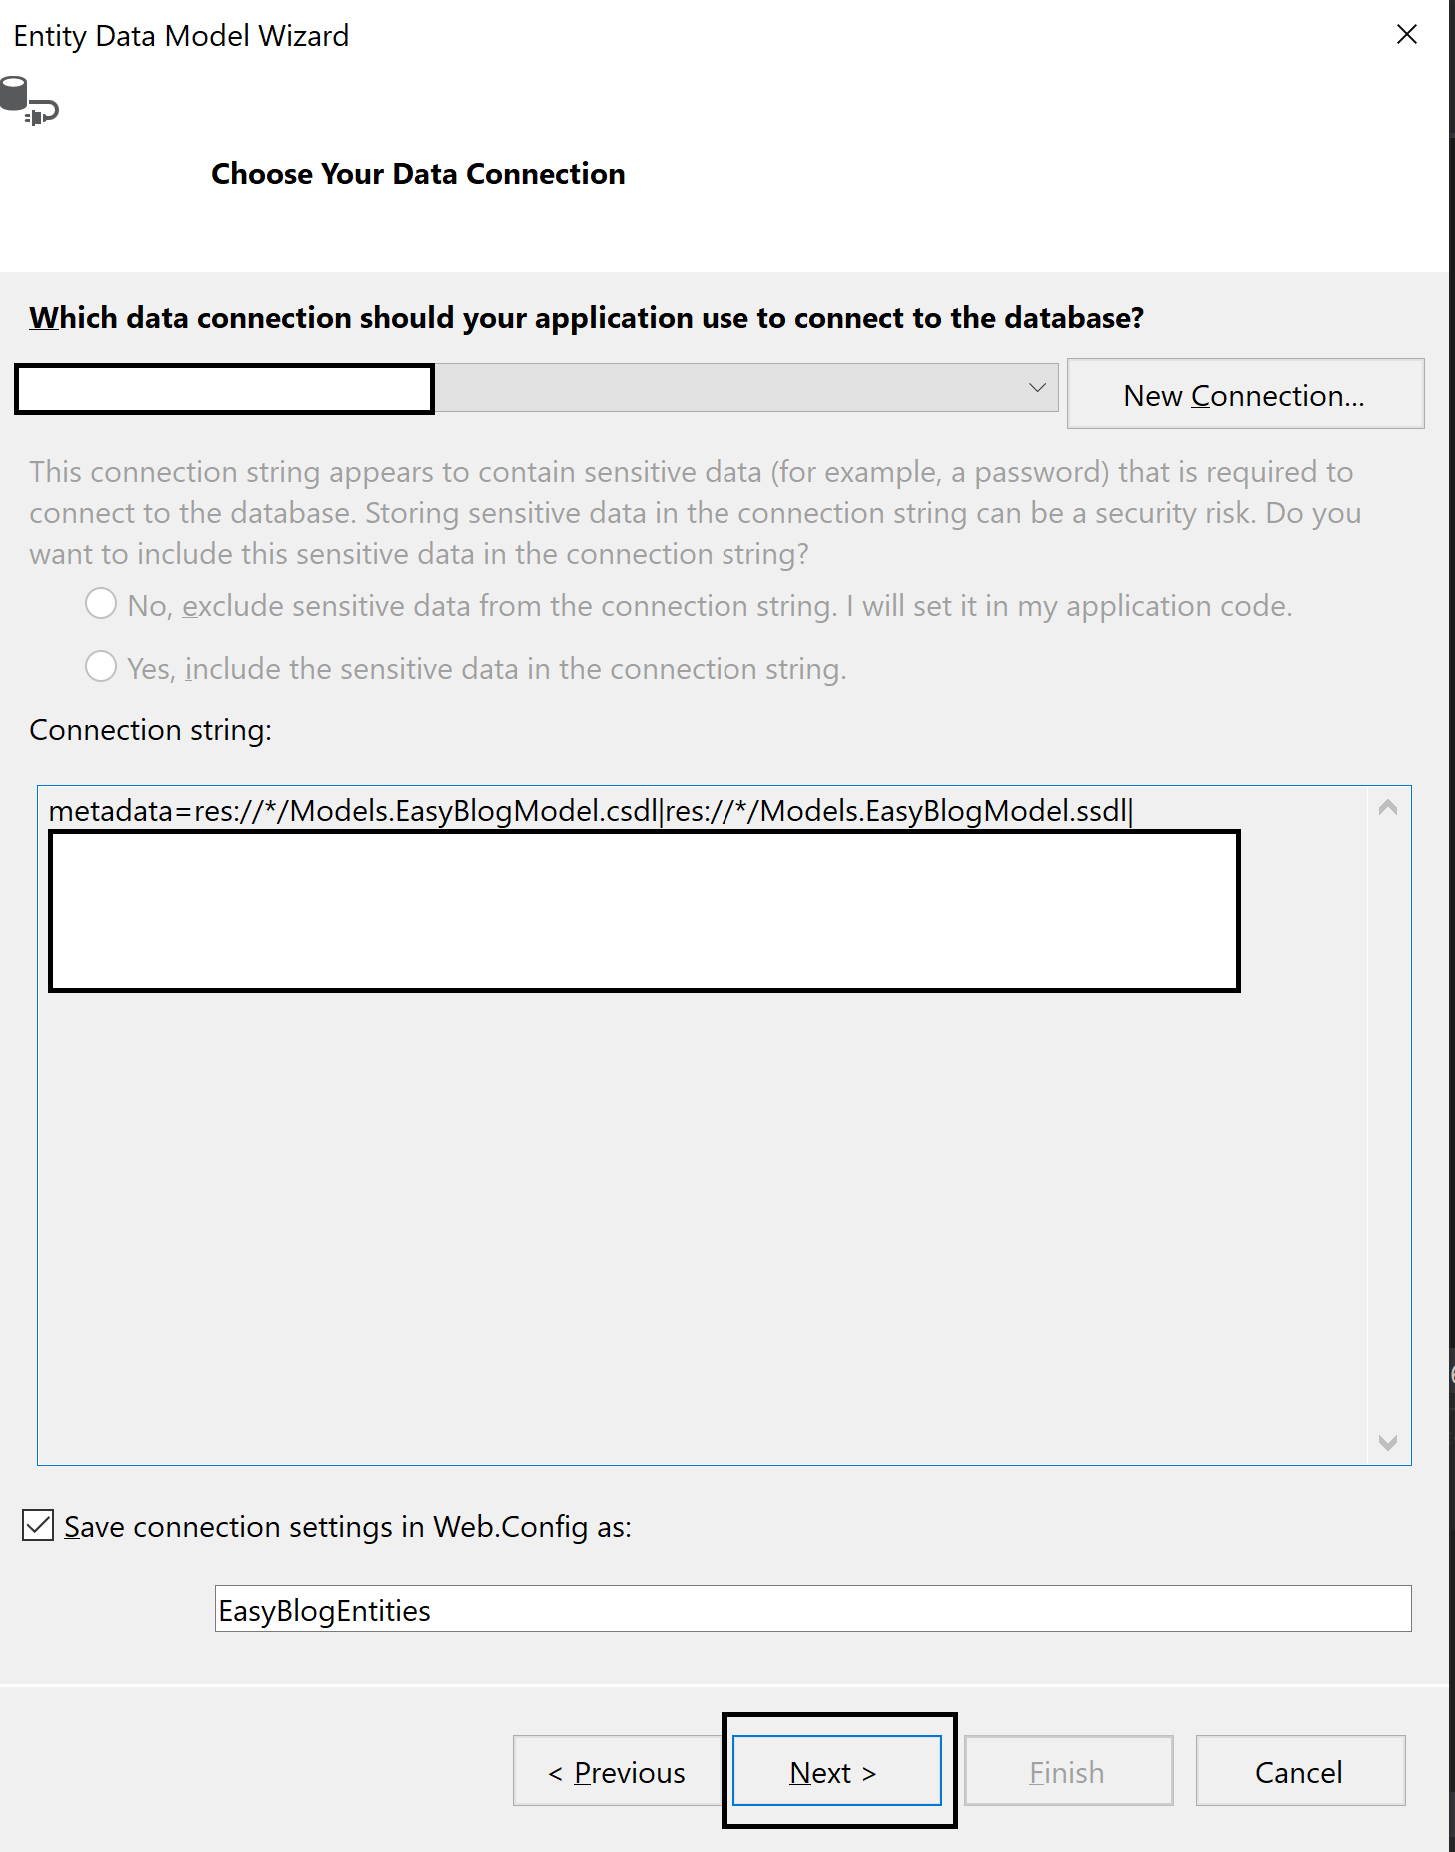 Entity Data Model Wizard
Choose Your Data Connection
Which data connection should your application use to connect to the database?
New Connection...
This connection string appears to contain sensitive data (for example, a password) that is required to
connect to the database. Storing sensitive data in the connection string can be a security risk. Do you
want to include this sensitive data in the connection string?
No, exclude sensitive data from the connection string. I will set it in my application code.
Yes, include the sensitive data in the connection string.
Connection string:
metadata=res://*/Models.EasyBlogModel.csdl|res://*/Models.EasyBlogModel.ssdl|
Save connection settings in Web.Config as:
EasyBlogEntities
< Previous
Next >
Finish
Cancel